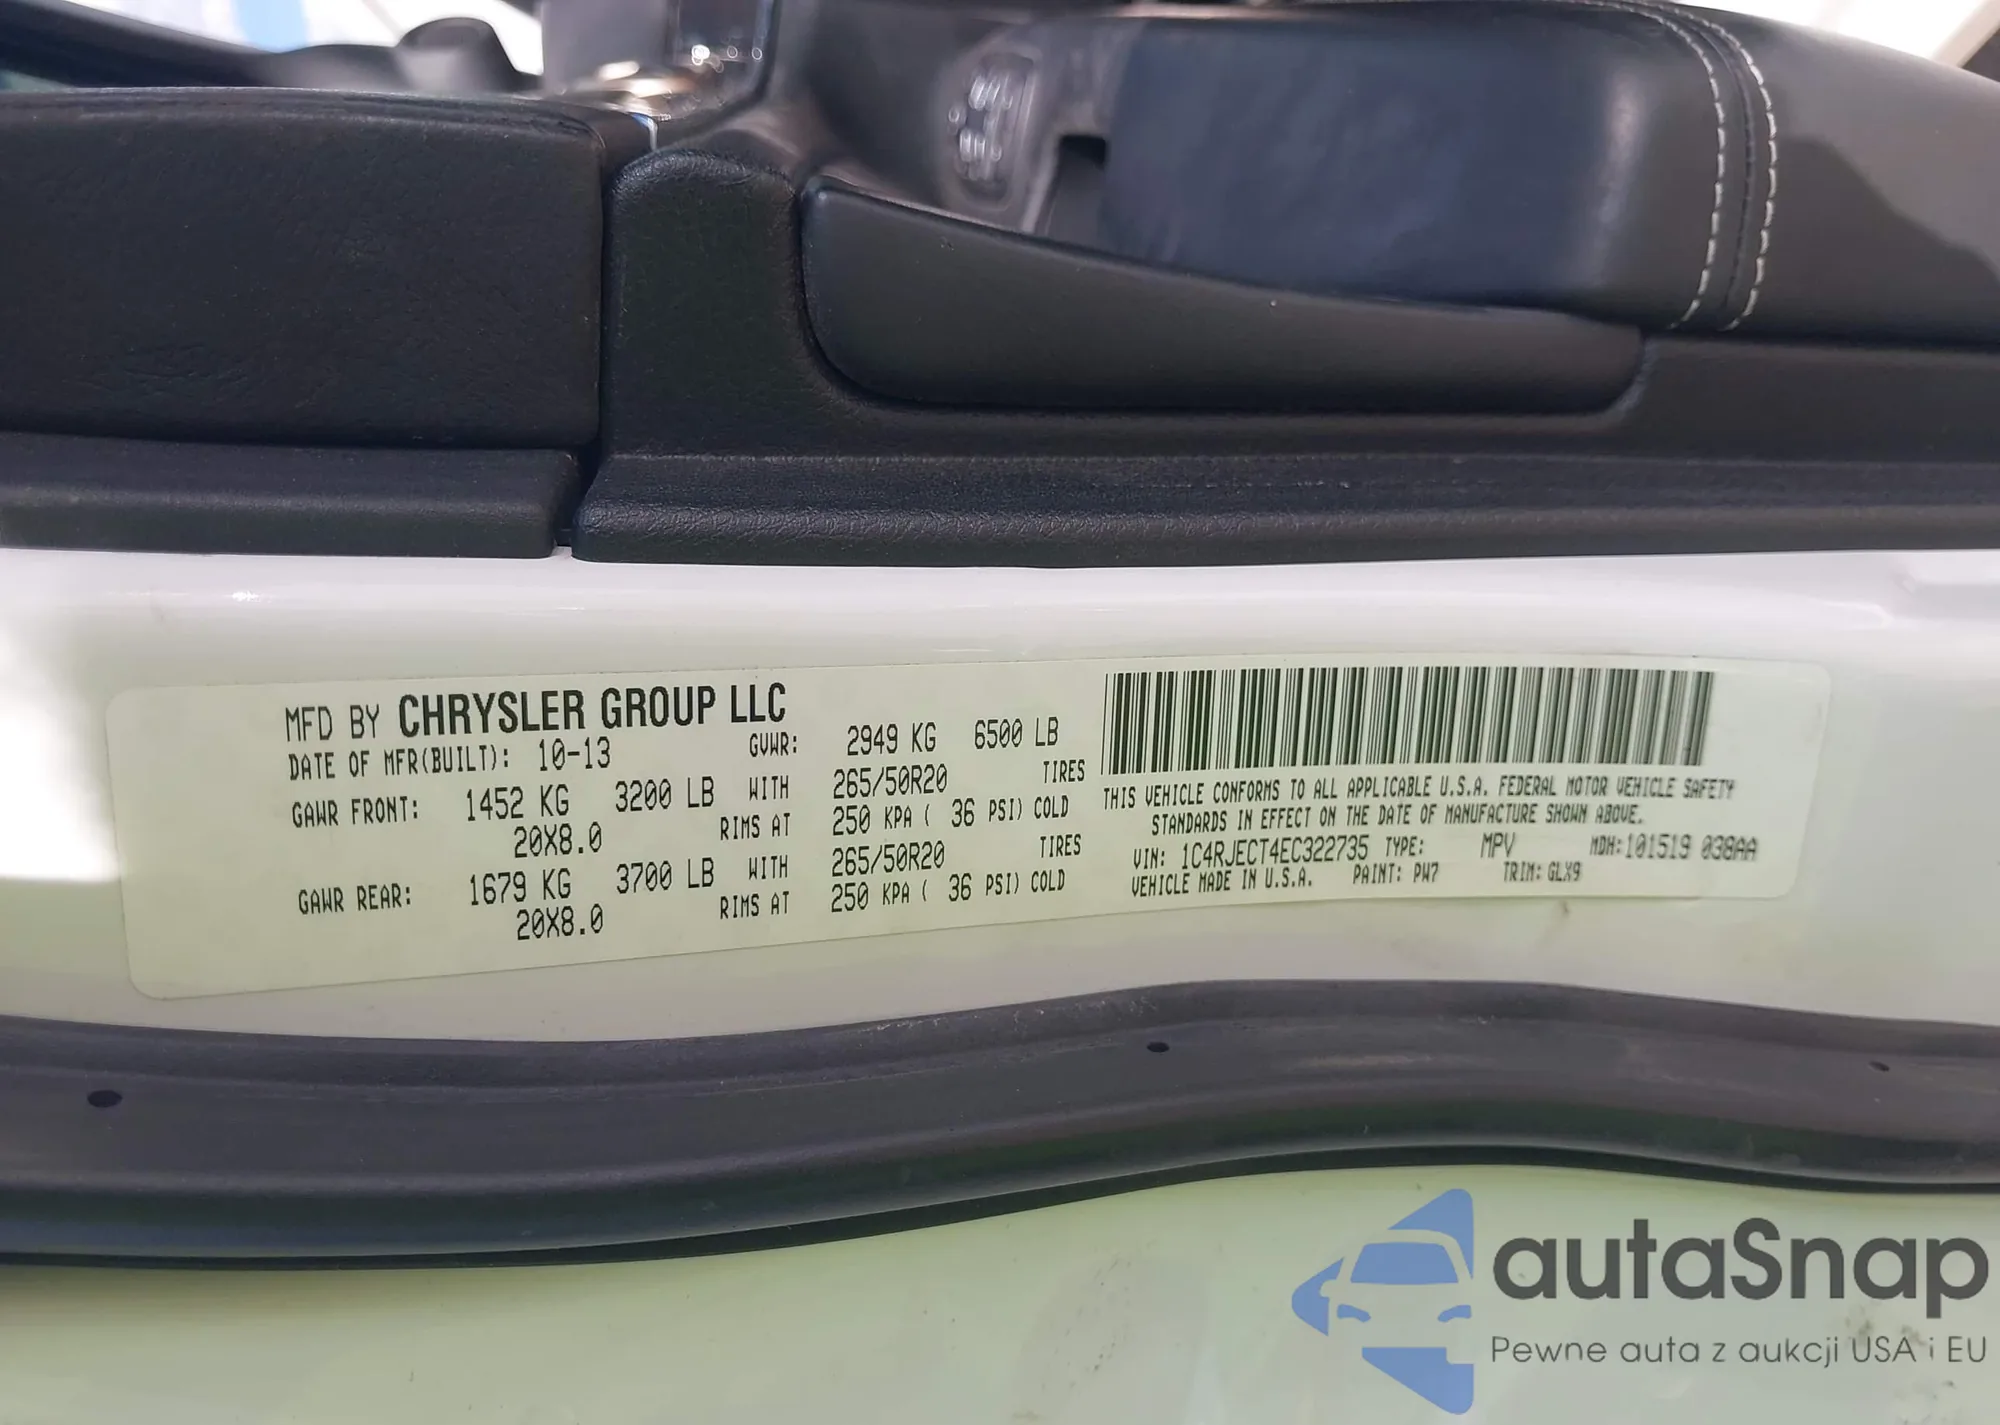 MFD BY CHRYSLER GROUP LLC
DATE OF MFR(BUILT): 10-13 GVWR: 2949 KG 6500 LB
GAWR FRONT: 1452 KG 3200 LB WITH 265/50R20 TIRES
20X8.0 RIMS AT 250 KPA ( 36 PSI) COLD
GAWR REAR: 1679 KG 3700 LB WITH 265/50R20 TIRES
20X8.0 RIMS AT 250 KPA ( 36 PSI) COLD
THIS VEHICLE CONFORMS TO ALL APPLICABLE U.S.A. FEDERAL MOTOR VEHICLE SAFETY
STANDARDS IN EFFECT ON THE DATE OF MANUFACTURE SHOWN ABOVE.
VIN: 1C4RJECT4EC322735 TYPE: MPV MDH:101519 038AA
VEHICLE MADE IN U.S.A. PAINT: PW7 TRIM: GLX9
autaSnap
Pewne auta z aukcji USA i EU